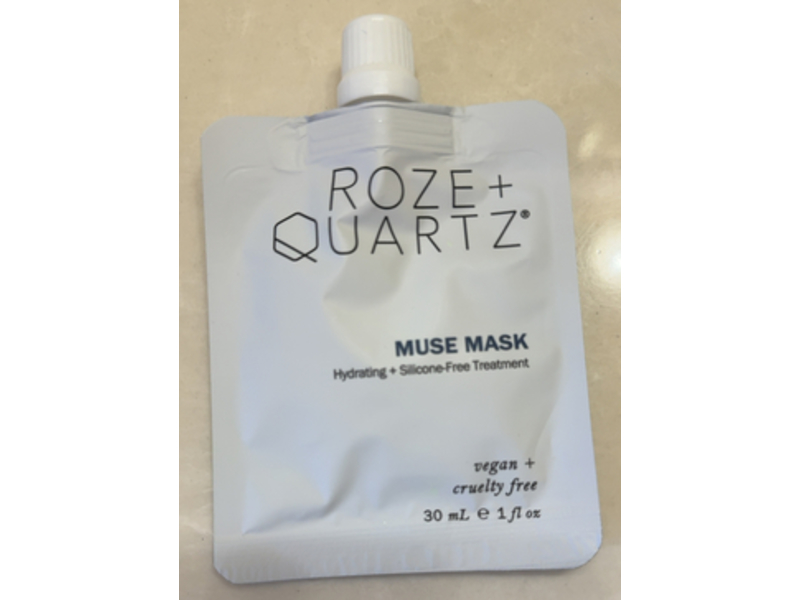 ROZE+
QUARTZ®
MUSE MASK
Hydrating + Silicone-Free Treatment
vegan +
cruelty free
30 mL ℮ 1 fl oz